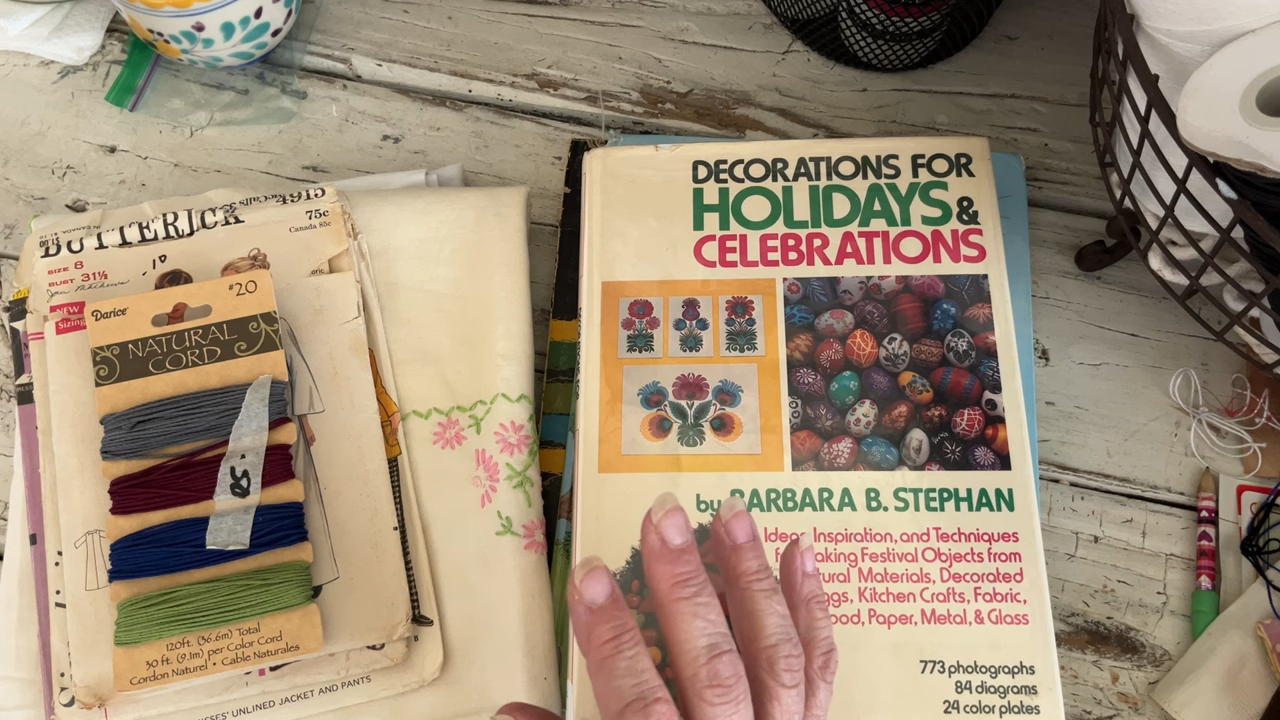 BUTTERICK
4915
75c
Canada 85c
SIZE 8
BUST 31½
NEW
Sizing
#20
Darice
NATURAL
CORD
.05
120ft. (36.6m) Total
30 ft. (9.1m) per Color Cord
Cordon Naturel • Cable Naturales
UNLINED JACKET AND PANTS
DECORATIONS FOR
HOLIDAYS &
CELEBRATIONS
by BARBARA B. STEPHAN
Ideas, Inspiration, and Techniques
Making Festival Objects from
Materials, Decorated
Kitchen Crafts, Fabric,
Paper, Metal, & Glass
773 photographs
84 diagrams
24 color plates